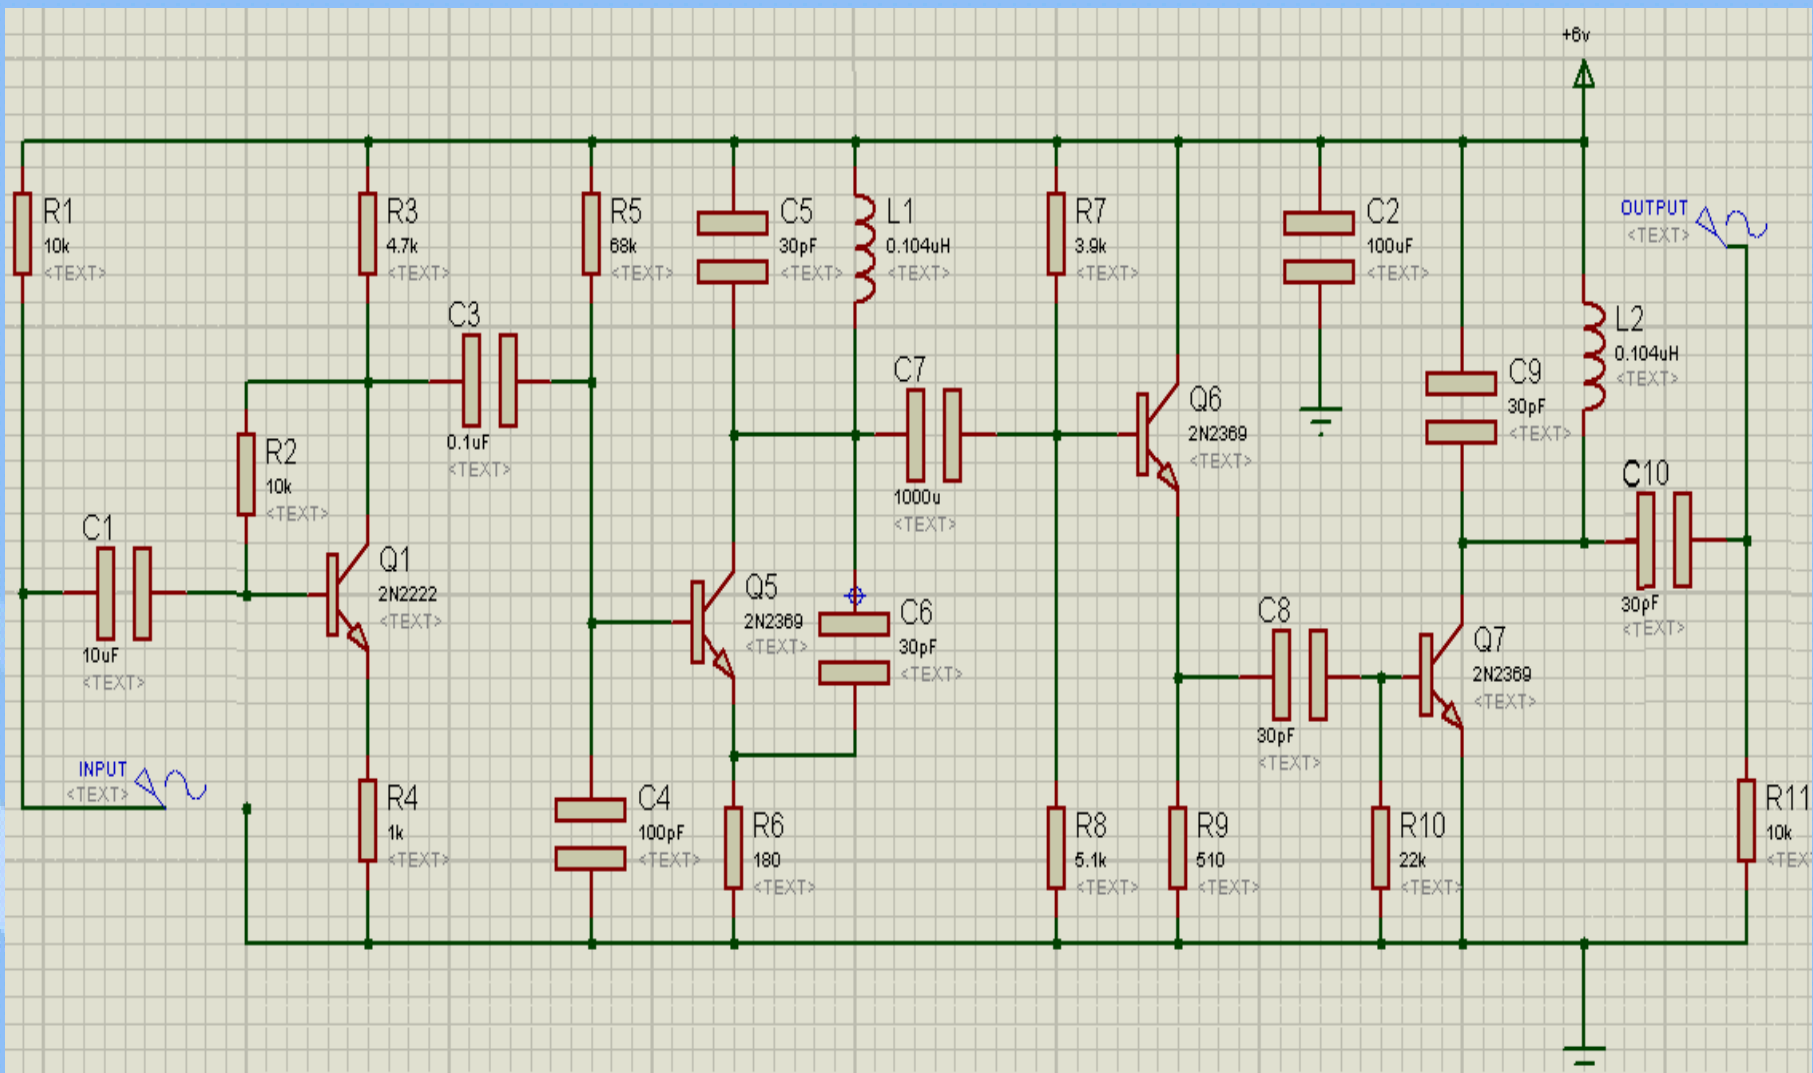 +6v
R1
10k
<TEXT>
R3
4.7k
<TEXT>
R5
68k
<TEXT>
C5
30pF
<TEXT>
L1
0.104uH
<TEXT>
R7
3.9k
<TEXT>
C2
100uF
<TEXT>
OUTPUT
<TEXT>
C3
0.1uF
<TEXT>
C7
1000u
<TEXT>
Q6
2N2369
<TEXT>
C9
30pF
<TEXT>
L2
0.104uH
<TEXT>
R2
10k
<TEXT>
C10
30pF
<TEXT>
C1
10uF
<TEXT>
Q1
2N2222
<TEXT>
Q5
2N2369
<TEXT>
C6
30pF
<TEXT>
C8
30pF
<TEXT>
Q7
2N2369
<TEXT>
INPUT
<TEXT>
R4
1k
<TEXT>
C4
100pF
<TEXT>
R6
180
<TEXT>
R8
5.1k
<TEXT>
R9
510
<TEXT>
R10
22k
<TEXT>
R11
10k
<TEX